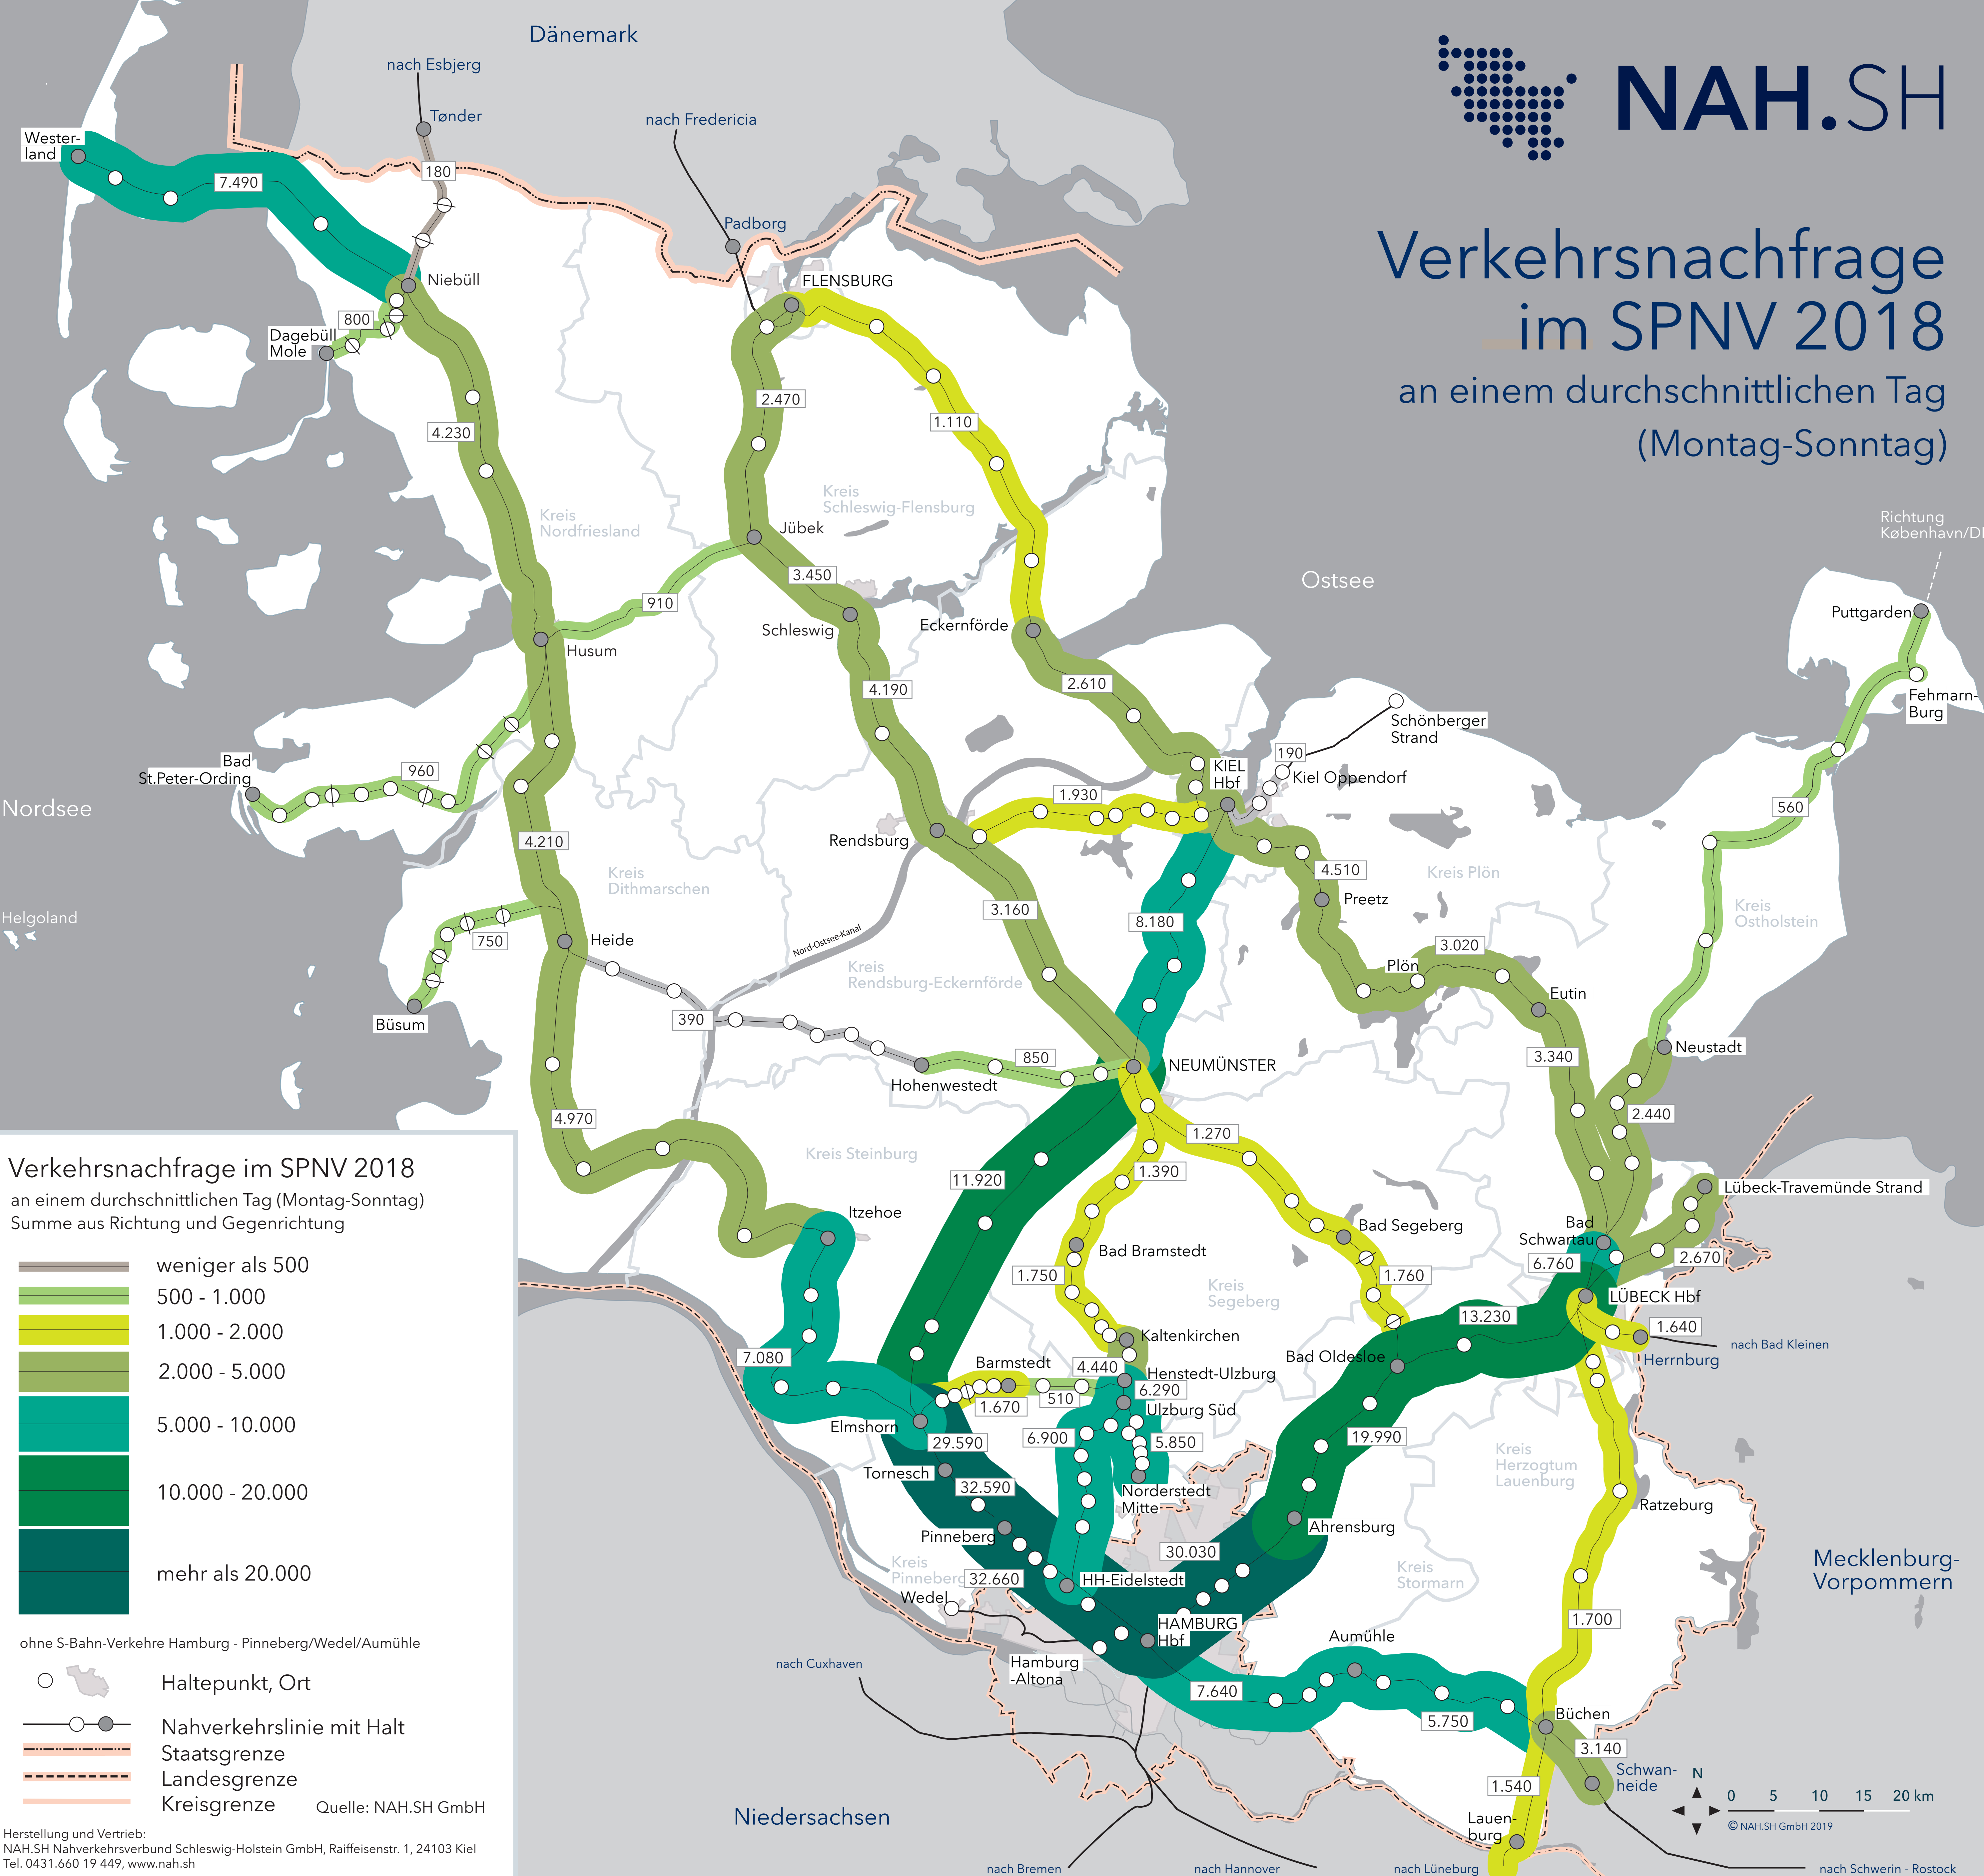 Dänemark
nach Esbjerg
Tønder
nach Fredericia
Padborg
NAH.SH
Verkehrsnachfrage
im SPNV 2018
an einem durchschnittlichen Tag
(Montag-Sonntag)
Wester-
land
7.490
180
Niebüll
800
Dagebüll
Mole
FLENSBURG
4.230
2.470
1.110
Kreis
Nordfriesland
Kreis
Schleswig-Flensburg
Jübek
3.450
910
Husum
Schleswig
Eckernförde
4.190
2.610
Ostsee
Richtung
København/D
Puttgarden
Fehmarn-
Burg
Schönberger
Strand
190
Kiel Oppendorf
KIEL
Hbf
Bad
St.Peter-Ording
960
Nordsee
4.210
1.930
Rendsburg
560
Kreis
Dithmarschen
4.510
Kreis Plön
Preetz
Helgoland
3.160
8.180
Kreis
Ostholstein
750
Heide
Nord-Ostsee-Kanal
3.020
Plön
Kreis
Rendsburg-Eckernförde
Eutin
Büsum
390
850
Hohenwestedt
NEUMÜNSTER
3.340
Neustadt
4.970
2.440
Kreis Steinburg
1.270
1.390
11.920
Lübeck-Travemünde Strand
Itzehoe
Bad Segeberg
Bad
Schwartau
Bad Bramstedt
1.750
1.760
6.760
2.670
Kreis
Segeberg
LÜBECK Hbf
13.230
1.640
nach Bad Kleinen
Herrnburg
Kaltenkirchen
7.080
Barmstedt
4.440
Henstedt-Ulzburg
Bad Oldesloe
510
1.670
6.290
Ulzburg Süd
Elmshorn
29.590
6.900
5.850
19.990
Kreis
Herzogtum
Lauenburg
Tornesch
32.590
Norderstedt
Mitte
Ratzeburg
Pinneberg
Ahrensburg
30.030
Kreis
Pinneberg
32.660
HH-Eidelstedt
Kreis
Stormarn
Mecklenburg-
Vorpommern
Wedel
HAMBURG
Hbf
1.700
Aumühle
Hamburg
-Altona
nach Cuxhaven
7.640
5.750
Büchen
3.140
Schwan-
heide
1.540
Lauen-
burg
Niedersachsen
nach Bremen
nach Hannover
nach Lüneburg
nach Schwerin - Rostock
N
0 5 10 15 20 km
© NAH.SH GmbH 2019
Verkehrsnachfrage im SPNV 2018
an einem durchschnittlichen Tag (Montag-Sonntag)
Summe aus Richtung und Gegenrichtung
weniger als 500
500 - 1.000
1.000 - 2.000
2.000 - 5.000
5.000 - 10.000
10.000 - 20.000
mehr als 20.000
ohne S-Bahn-Verkehre Hamburg - Pinneberg/Wedel/Aumühle
Haltepunkt, Ort
Nahverkehrslinie mit Halt
Staatsgrenze
Landesgrenze
Kreisgrenze
Quelle: NAH.SH GmbH
Herstellung und Vertrieb:
NAH.SH Nahverkehrsverbund Schleswig-Holstein GmbH, Raiffeisenstr. 1, 24103 Kiel
Tel. 0431.660 19 449, www.nah.sh